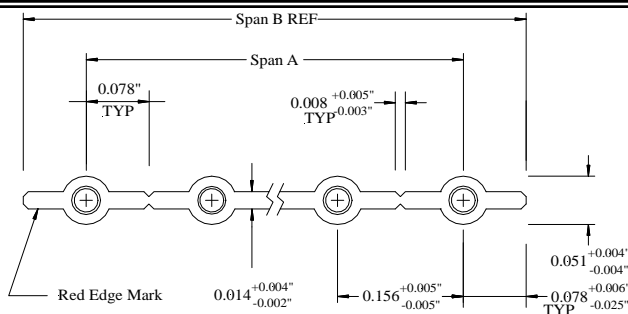 Span B REF
Span A
0.078"
TYP
0.008 +0.005"
-0.003"
TYP
0.051 +0.004"
-0.004"
Red Edge Mark
0.014 +0.004"
-0.002"
0.156 +0.005"
-0.005"
0.078 +0.006"
-0.025"
TYP